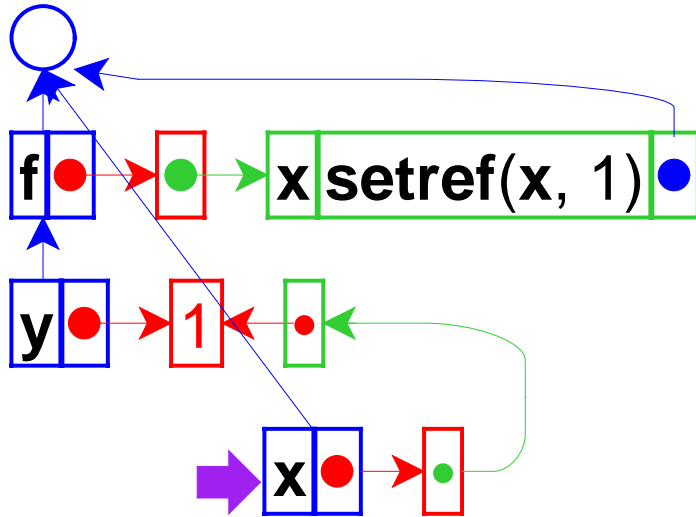 f x setref(x, 1)
y 1
x